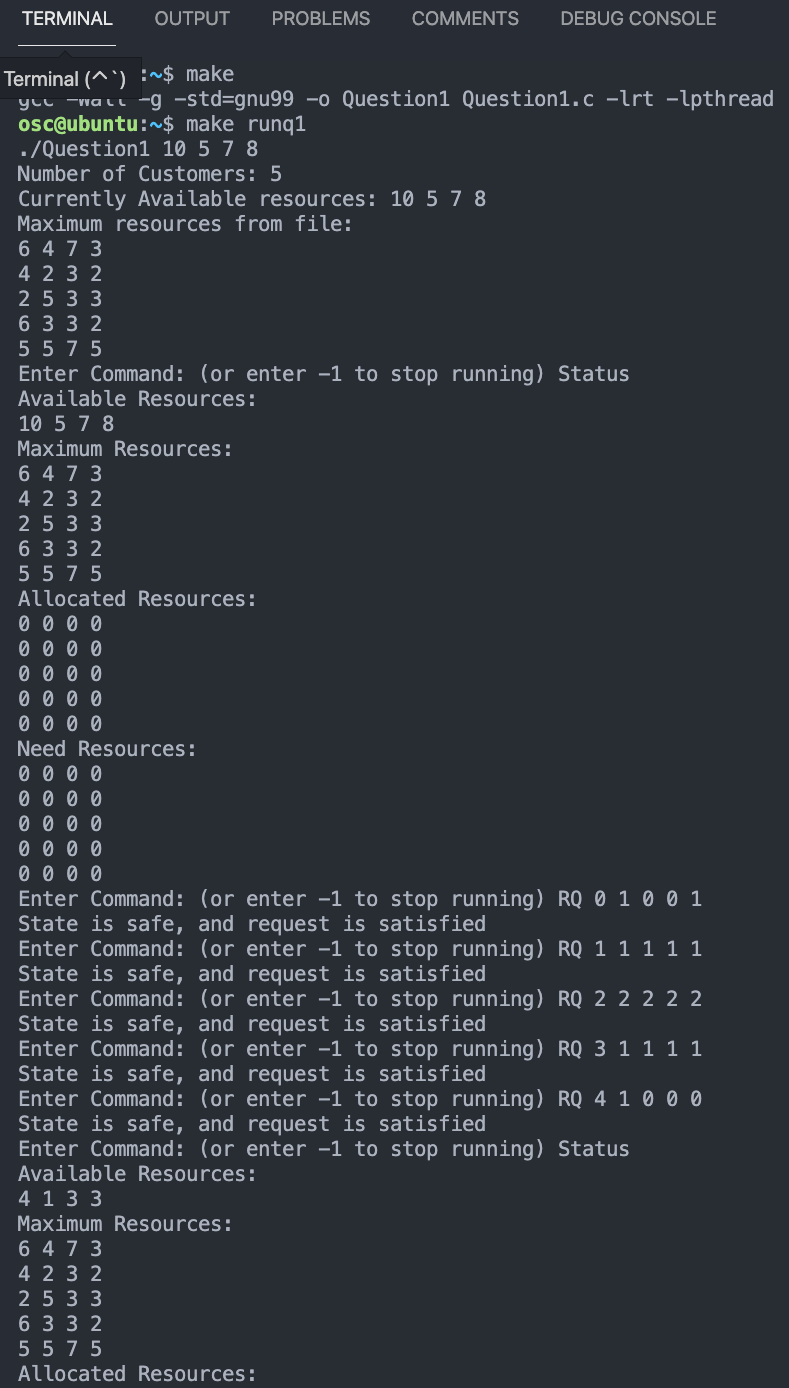 TERMINAL OUTPUT PROBLEMS COMMENTS DEBUG CONSOLE
Terminal (^`) :~$ make
gcc -Wall -g -std=gnu99 -o Question1 Question1.c -lrt -lpthread
osc@ubuntu:~$ make runq1
./Question1 10 5 7 8
Number of Customers: 5
Currently Available resources: 10 5 7 8
Maximum resources from file:
6 4 7 3
4 2 3 2
2 5 3 3
6 3 3 2
5 5 7 5
Enter Command: (or enter -1 to stop running) Status
Available Resources:
10 5 7 8
Maximum Resources:
6 4 7 3
4 2 3 2
2 5 3 3
6 3 3 2
5 5 7 5
Allocated Resources:
0 0 0 0
0 0 0 0
0 0 0 0
0 0 0 0
0 0 0 0
Need Resources:
0 0 0 0
0 0 0 0
0 0 0 0
0 0 0 0
0 0 0 0
Enter Command: (or enter -1 to stop running) RQ 0 1 0 0 1
State is safe, and request is satisfied
Enter Command: (or enter -1 to stop running) RQ 1 1 1 1 1
State is safe, and request is satisfied
Enter Command: (or enter -1 to stop running) RQ 2 2 2 2 2
State is safe, and request is satisfied
Enter Command: (or enter -1 to stop running) RQ 3 1 1 1 1
State is safe, and request is satisfied
Enter Command: (or enter -1 to stop running) RQ 4 1 0 0 0
State is safe, and request is satisfied
Enter Command: (or enter -1 to stop running) Status
Available Resources:
4 1 3 3
Maximum Resources:
6 4 7 3
4 2 3 2
2 5 3 3
6 3 3 2
5 5 7 5
Allocated Resources: